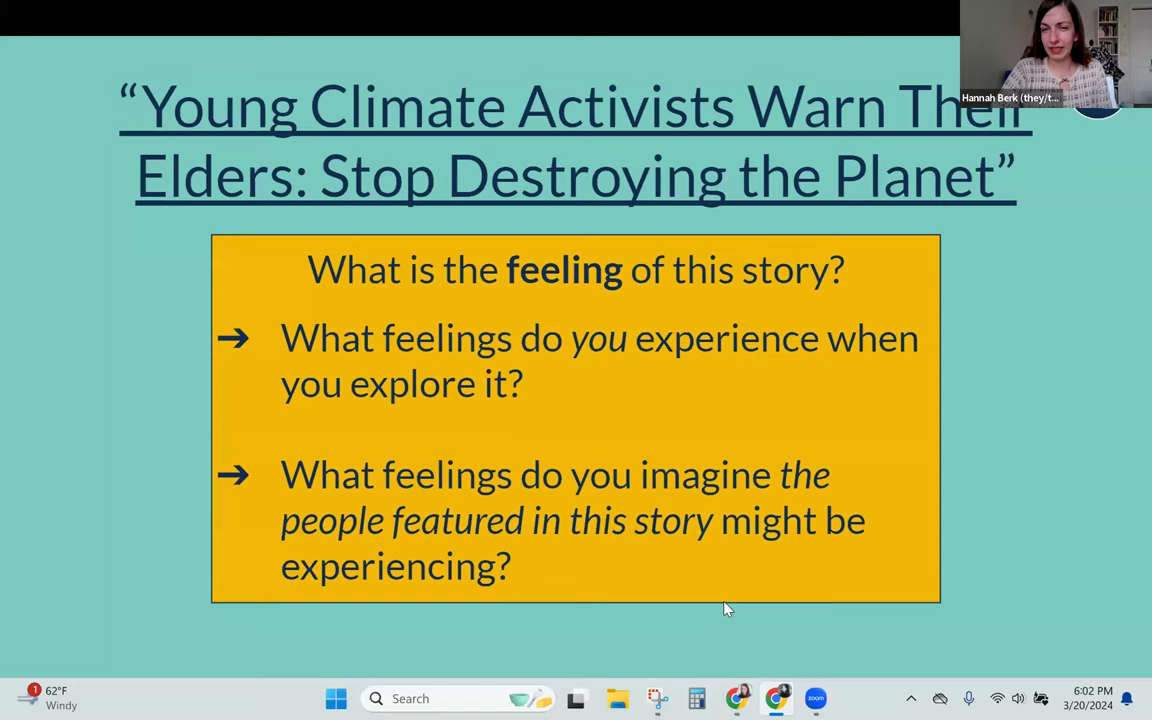 “Young Climate Activists Warn Their
Elders: Stop Destroying the Planet”
Hannah Berk (they/t...
What is the feeling of this story?
➔ What feelings do you experience when
you explore it?
➔ What feelings do you imagine the
people featured in this story might be
experiencing?
1
62°F
Windy
Search
zoom
6:02 PM
3/20/2024